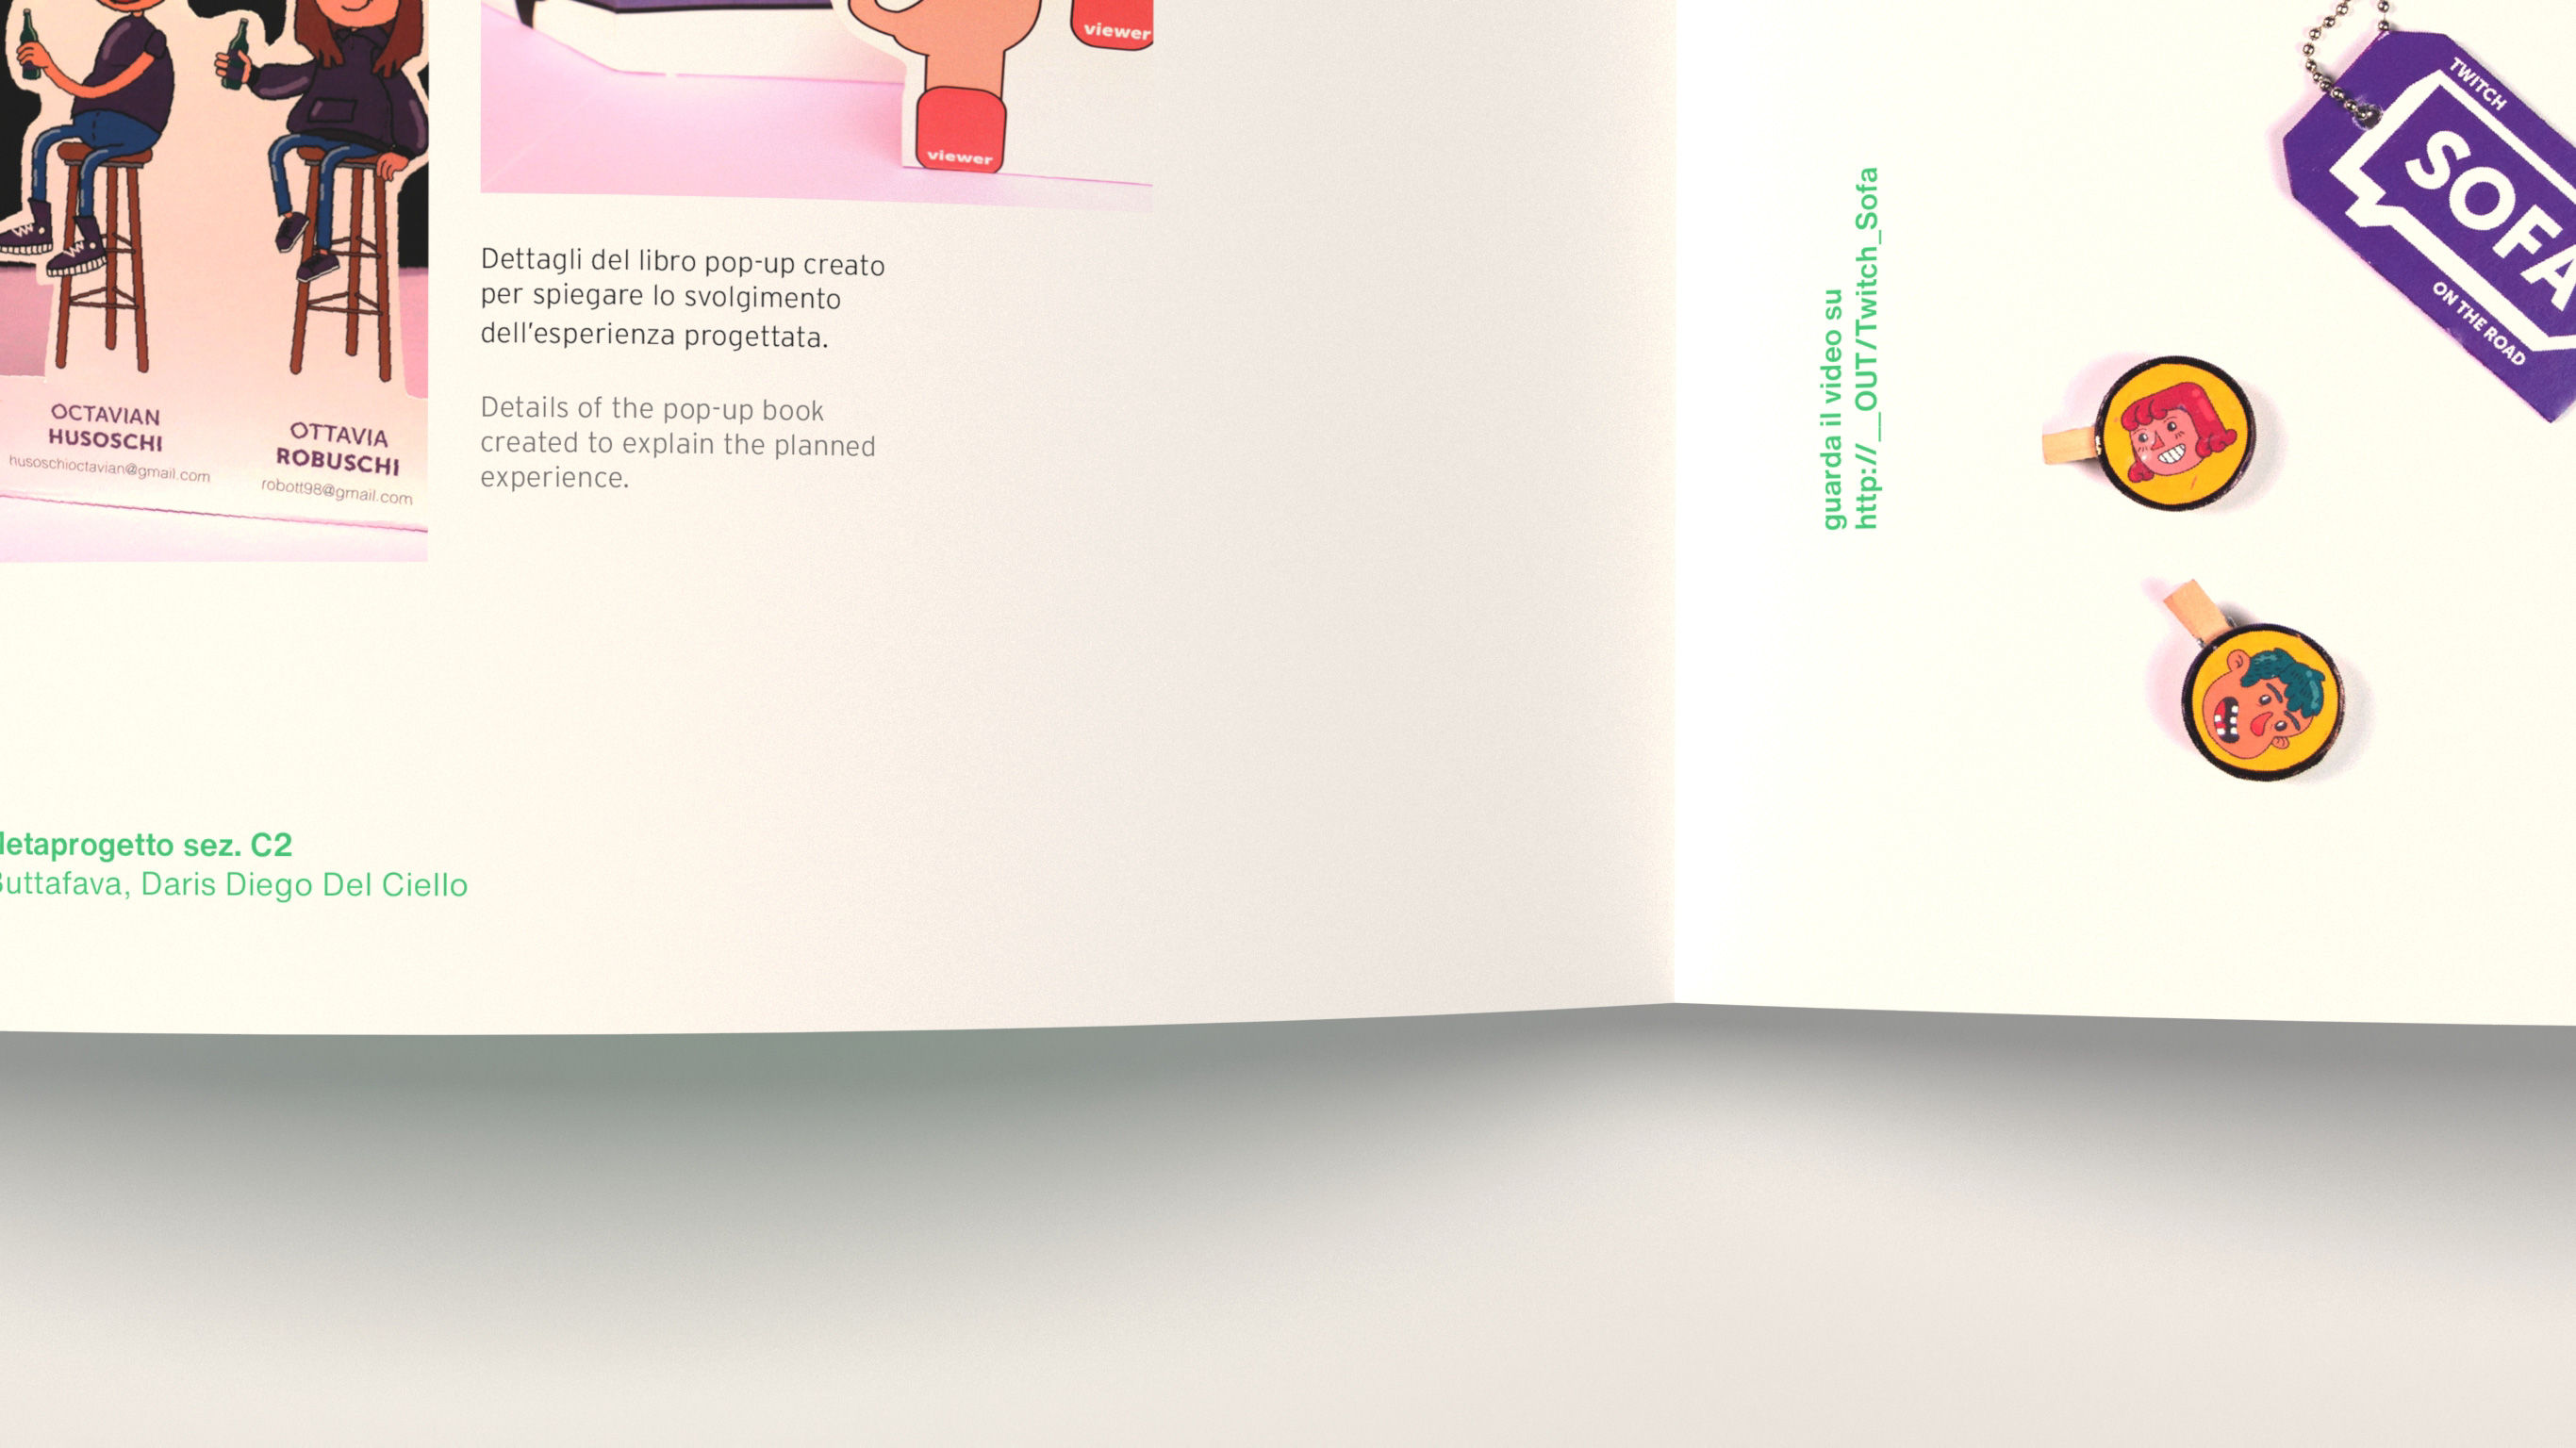 viewer
viewer
Dettagli del libro pop-up creato
per spiegare lo svolgimento
dell'esperienza progettata.
Details of the pop-up book
created to explain the planned
experience.
OCTAVIAN
HUSOSCHI
husoschioctavian@gmail.com
OTTAVIA
ROBUSCHI
robott98@gmail.com
sez. C2
Daris Diego Del Ciello
guarda il video su
http://__OUT/Twitch_Sofa
TWITCH
SOFA
ON THE ROAD